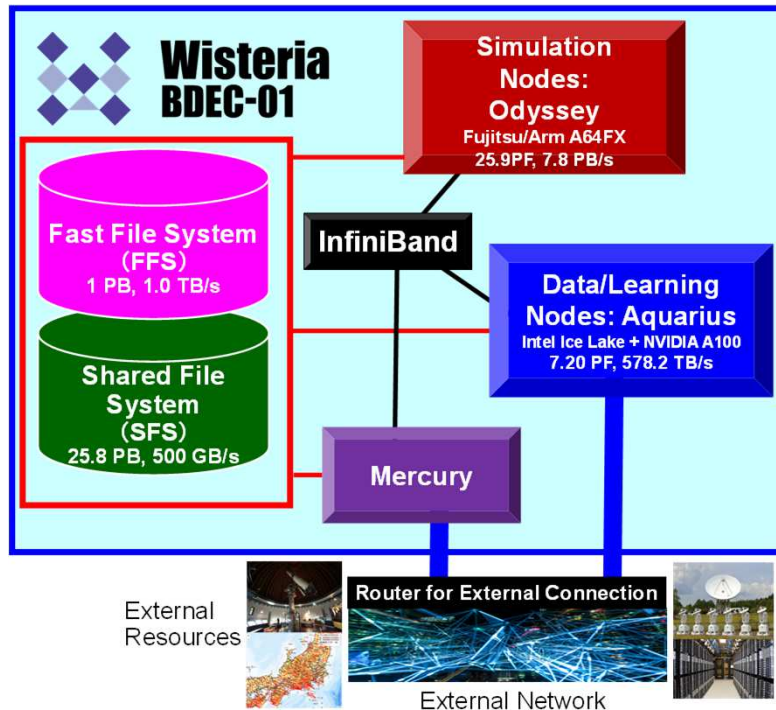 Wisteria
BDEC-01
Simulation
Nodes:
Odyssey
Fujitsu/Arm A64FX
25.9PF, 7.8 PB/s
Fast File System
(FFS)
1 PB, 1.0 TB/s
InfiniBand
Data/Learning
Nodes: Aquarius
Intel Ice Lake + NVIDIA A100
7.20 PF, 578.2 TB/s
Shared File
System
(SFS)
25.8 PB, 500 GB/s
Mercury
External
Resources
Router for External Connection
External Network